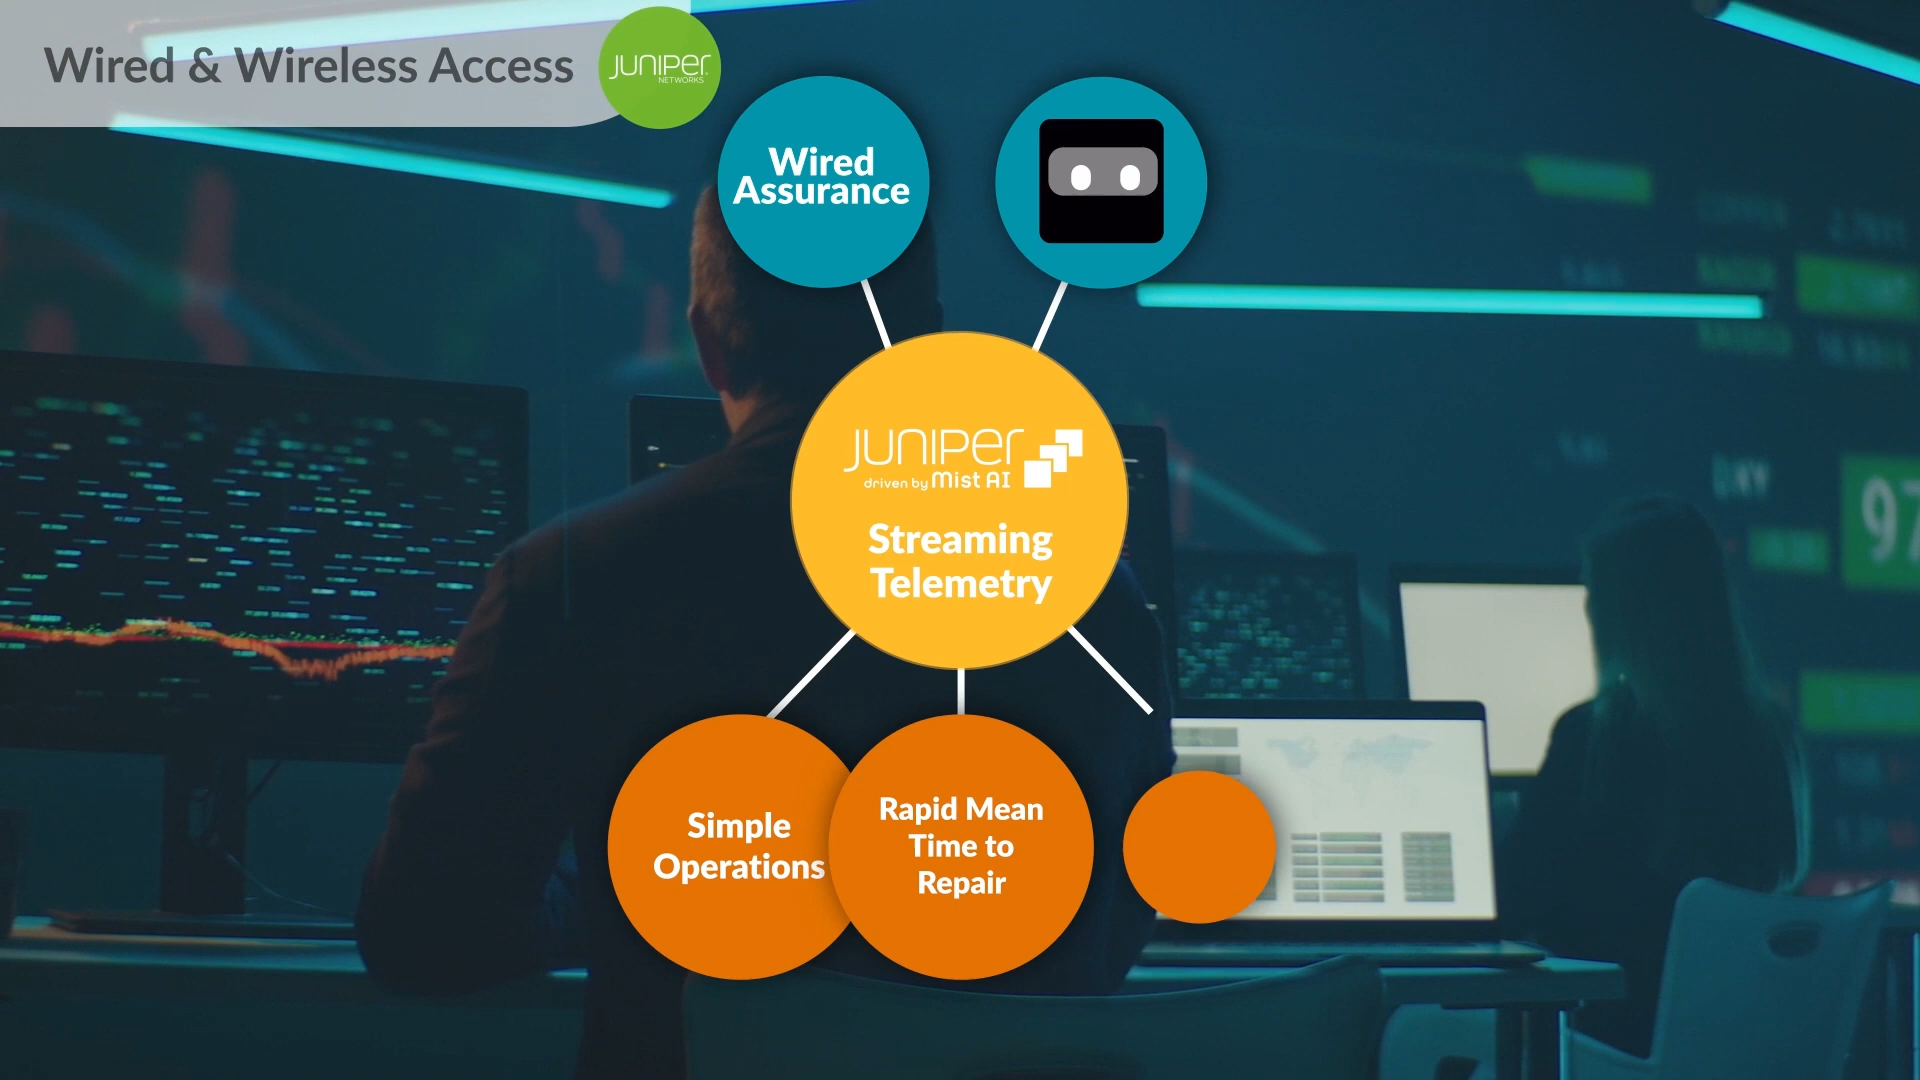 Wired & Wireless Access
JUNIPER
NETWORKS
Wired
Assurance
JUNIPER
driven by Mist AI
Streaming
Telemetry
Simple
Operations
Rapid Mean
Time to
Repair
97